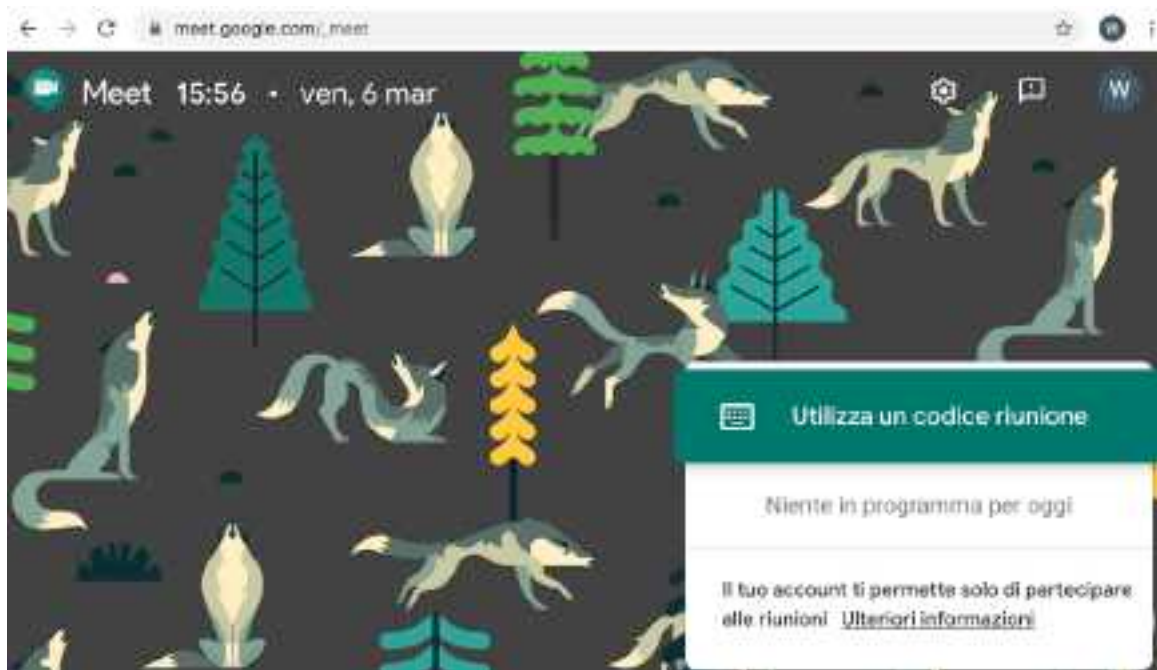 meet.google.com/_meet
Meet 15:56 • ven, 6 mar
W
Utilizza un codice riunione
Niente in programma per oggi
Il tuo account ti permette solo di partecipare
alle riunioni Ulteriori informazioni